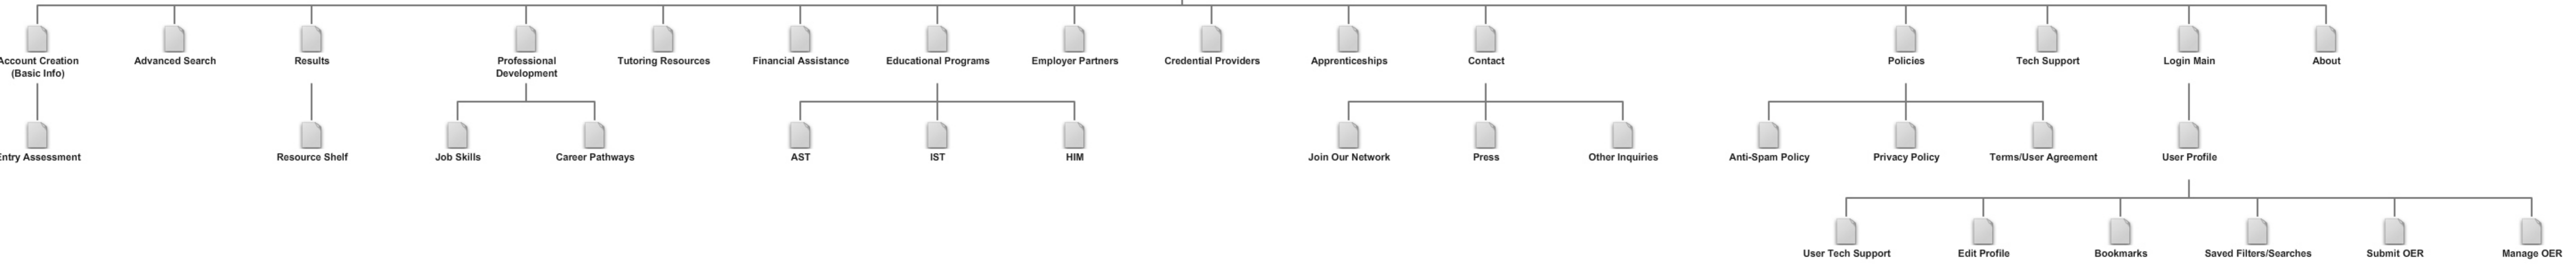 Account Creation
(Basic Info)
Advanced Search
Results
Professional
Development
Tutoring Resources
Financial Assistance
Educational Programs
Employer Partners
Credential Providers
Apprenticeships
Contact
Policies
Tech Support
Login Main
About
Entry Assessment
Resource Shelf
Job Skills
Career Pathways
AST
IST
HIM
Join Our Network
Press
Other Inquiries
Anti-Spam Policy
Privacy Policy
Terms/User Agreement
User Profile
User Tech Support
Edit Profile
Bookmarks
Saved Filters/Searches
Submit OER
Manage OER